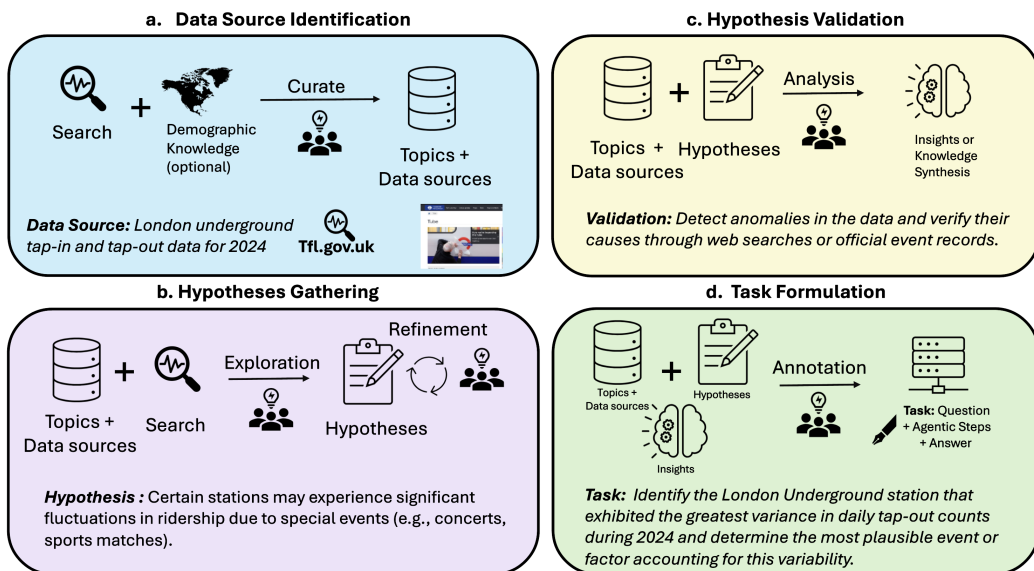 a. Data Source Identification
Search
+
Demographic
Knowledge
(optional)
Curate
Topics +
Data sources
Data Source: London underground
tap-in and tap-out data for 2024
Tfl.gov.uk
b. Hypotheses Gathering
Topics +
Data sources
+
Search
Exploration
Hypotheses
Refinement
Hypothesis : Certain stations may experience significant
fluctuations in ridership due to special events (e.g., concerts,
sports matches).
c. Hypothesis Validation
Topics +
Data sources
+
Hypotheses
Analysis
Insights or
Knowledge
Synthesis
Validation: Detect anomalies in the data and verify their
causes through web searches or official event records.
d. Task Formulation
Topics +
Data sources
+
Hypotheses
Insights
Annotation
Task: Question
+ Agentic Steps
+ Answer
Task: Identify the London Underground station that
exhibited the greatest variance in daily tap-out counts
during 2024 and determine the most plausible event or
factor accounting for this variability.